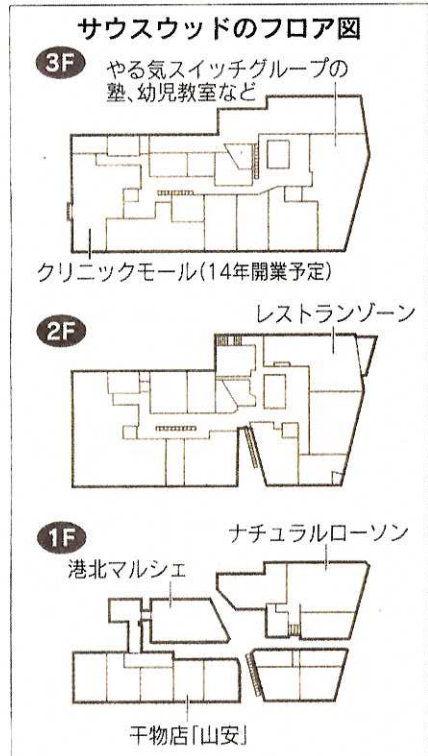 サウスウッドのフロア図
3F
やる気スイッチグループの
塾、幼児教室など
クリニックモール(14年開業予定)
2F
レストランゾーン
1F
ナチュラルローソン
港北マルシェ
干物店「山安」